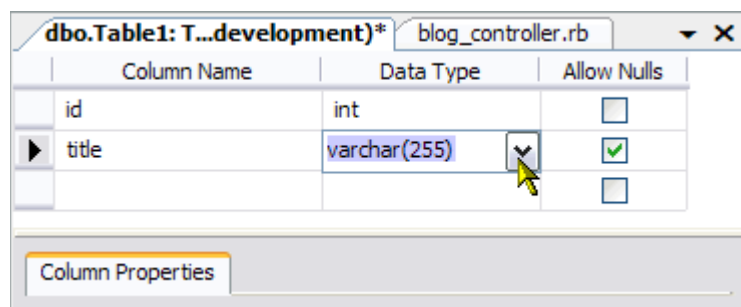 dbo.Table1: T...development)* blog_controller.rb
Column Name Data Type Allow Nulls
id int
title varchar(255)
Column Properties